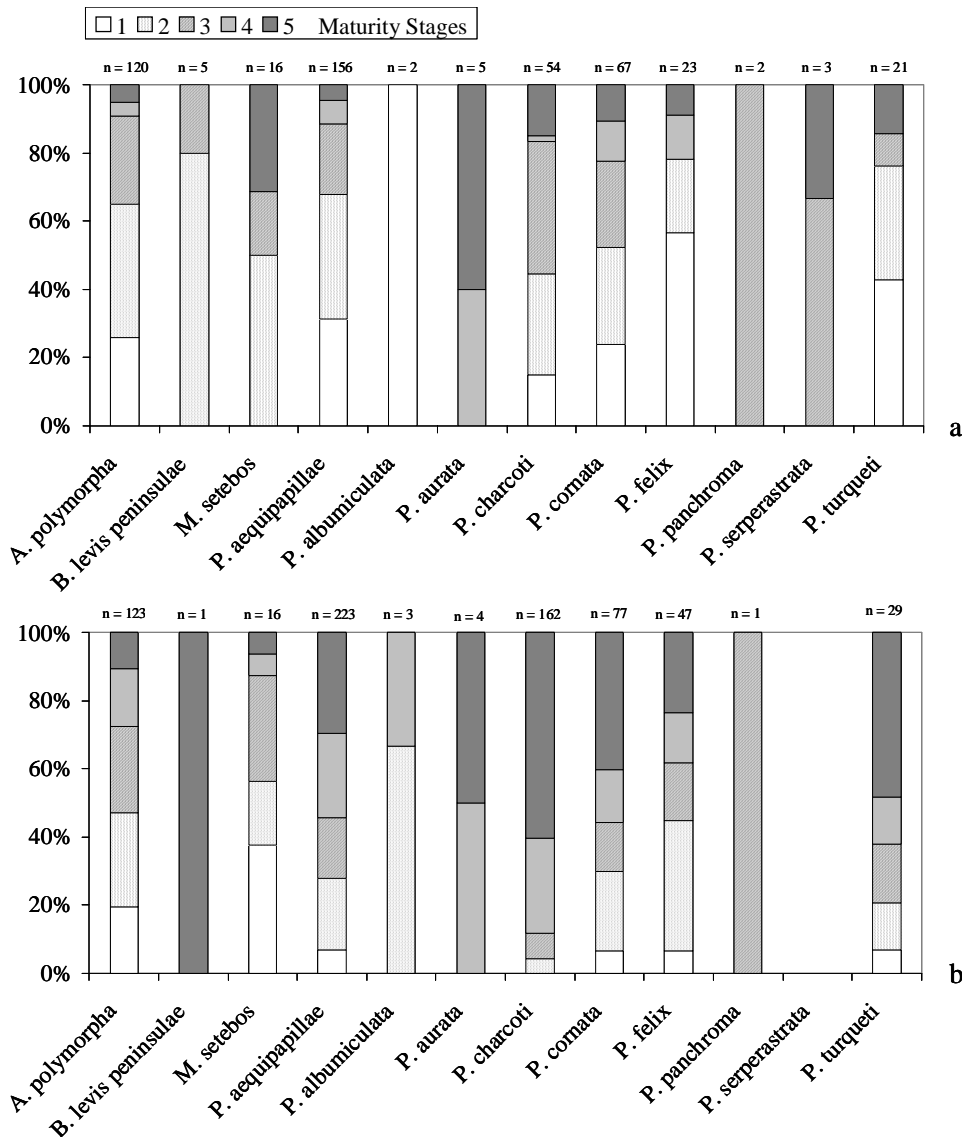 1 2 3 4 5 Maturity Stages
n = 120 n = 5 n = 16 n = 156 n = 2 n = 5 n = 54 n = 67 n = 23 n = 2 n = 3 n = 21
100%
80%
60%
40%
20%
0%
a
A. polymorpha
B. levis peninsulae
M. setebos
P. aequipapillae
P. albumiculata
P. aurata
P. charcoti
P. cornata
P. felix
P. panchroma
P. serperastrata
P. turqueti
n = 123 n = 1 n = 16 n = 223 n = 3 n = 4 n = 162 n = 77 n = 47 n = 1 n = 29
100%
80%
60%
40%
20%
0%
b
A. polymorpha
B. levis peninsulae
M. setebos
P. aequipapillae
P. albumiculata
P. aurata
P. charcoti
P. cornata
P. felix
P. panchroma
P. serperastrata
P. turqueti